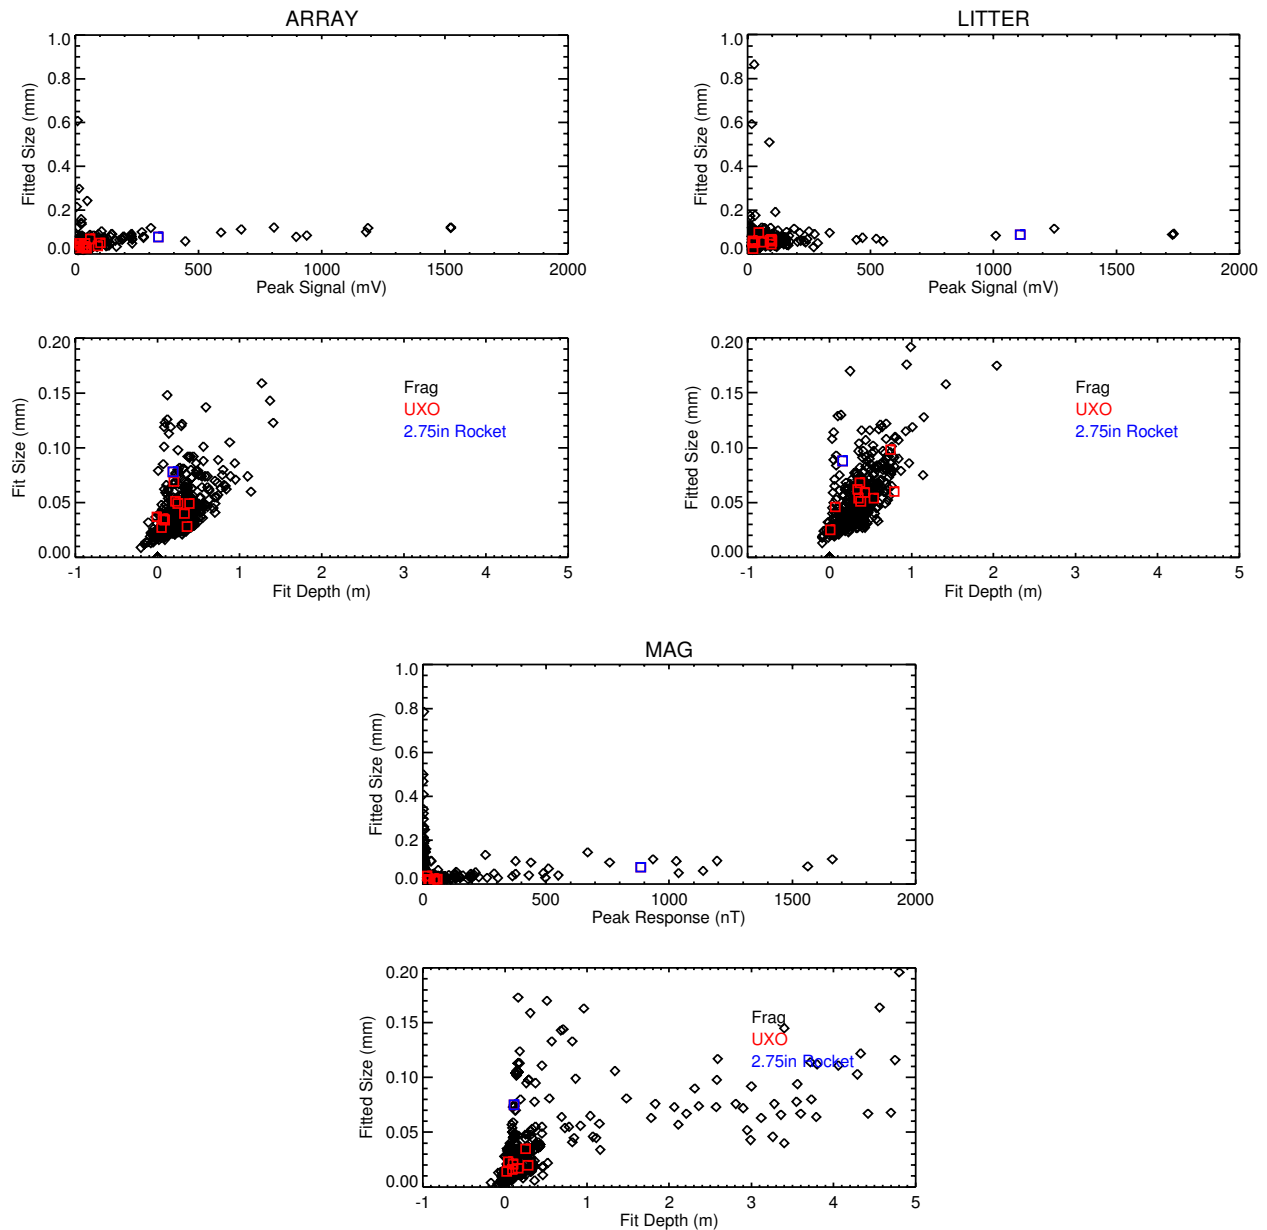 ARRAY
Fitted Size (mm)
1.0
0.8
0.6
0.4
0.2
0.0
0 500 1000 1500 2000
Peak Signal (mV)
LITTER
Fitted Size (mm)
1.0
0.8
0.6
0.4
0.2
0.0
0 500 1000 1500 2000
Peak Signal (mV)
Fit Size (mm)
0.20
0.15
0.10
0.05
0.00
Frag
UXO
2.75in Rocket
-1 0 1 2 3 4 5
Fit Depth (m)
Fitted Size (mm)
0.20
0.15
0.10
0.05
0.00
Frag
UXO
2.75in Rocket
-1 0 1 2 3 4 5
Fit Depth (m)
MAG
Fitted Size (mm)
1.0
0.8
0.6
0.4
0.2
0.0
0 500 1000 1500 2000
Peak Response (nT)
Fitted Size (mm)
0.20
0.15
0.10
0.05
0.00
Frag
UXO
2.75in Rocket
-1 0 1 2 3 4 5
Fit Depth (m)